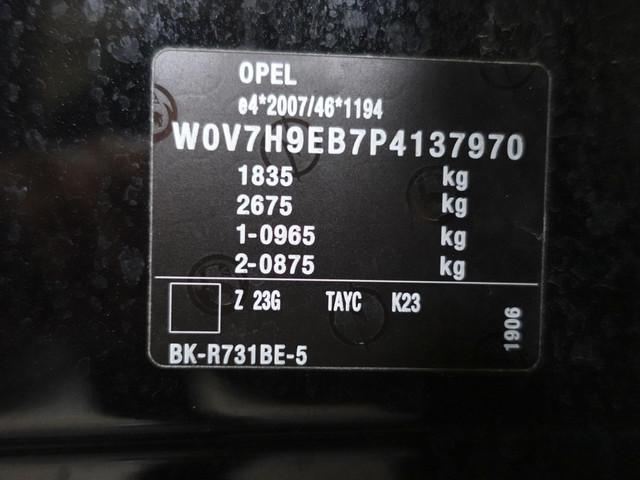 OPEL
e4*2007/46*1194
W0V7H9EB7P4137970
1835 kg
2675 kg
1-0965 kg
2-0875 kg
Z 23G TAYC K23
1906
BK-R731BE-5